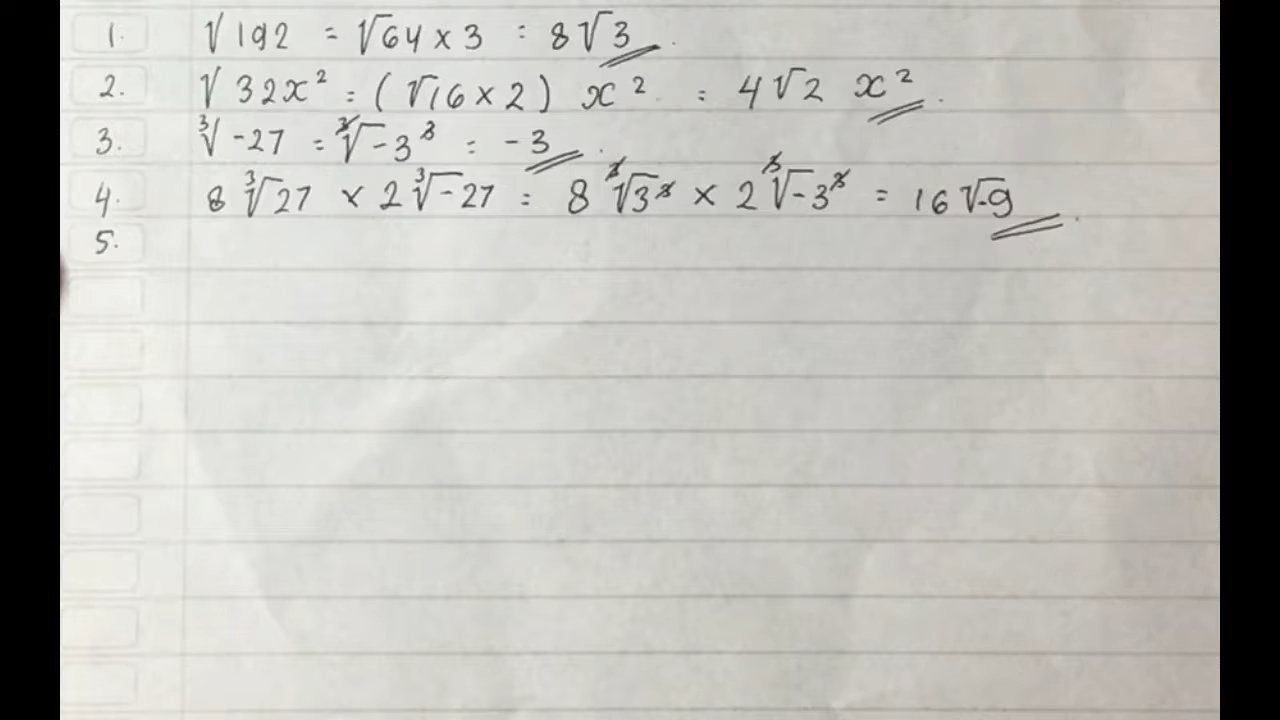 1. √192 = √64 × 3 = 8√3.
2. √32x² = (√16 × 2) x² = 4√2 x².
3. ∛-27 = ∛-3³ = -3.
4. 8 ∛27 × 2 ∛-27 = 8 ∛3³ × 2 ∛-3³ = 16 √-9.
5.